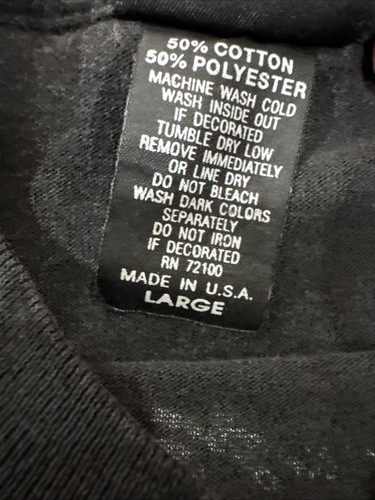 50% COTTON
50% POLYESTER
MACHINE WASH COLD
WASH INSIDE OUT
IF DECORATED
TUMBLE DRY LOW
REMOVE IMMEDIATELY
OR LINE DRY
DO NOT BLEACH
WASH DARK COLORS
SEPARATELY
DO NOT IRON
IF DECORATED
RN 72100
MADE IN U.S.A.
LARGE